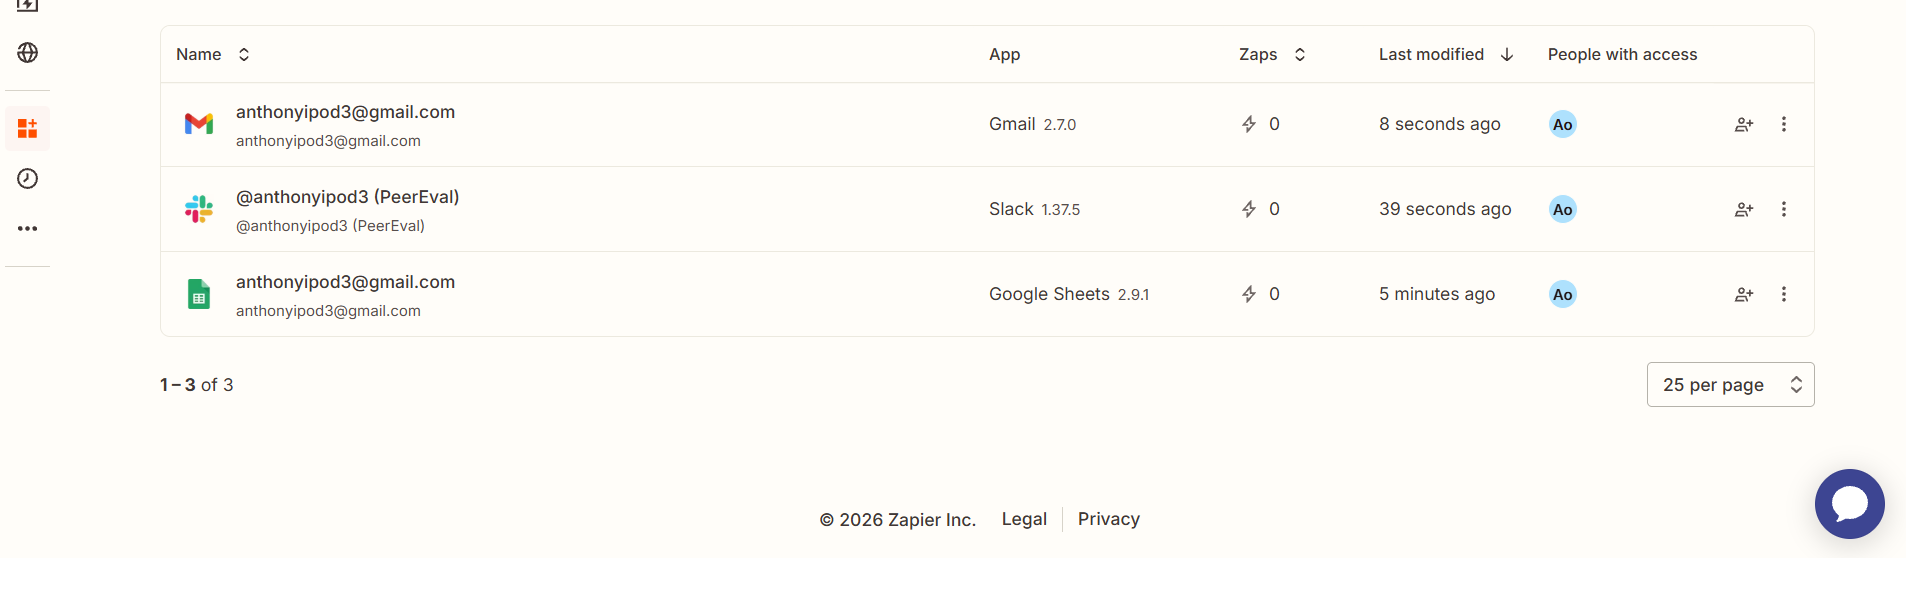 Name App Zaps Last modified People with access
anthonyipod3@gmail.com
anthonyipod3@gmail.com
Gmail 2.7.0 0 8 seconds ago Ao
@anthonyipod3 (PeerEval)
@anthonyipod3 (PeerEval)
Slack 1.37.5 0 39 seconds ago Ao
anthonyipod3@gmail.com
anthonyipod3@gmail.com
Google Sheets 2.9.1 0 5 minutes ago Ao
1 – 3 of 3 25 per page
© 2026 Zapier Inc. Legal Privacy